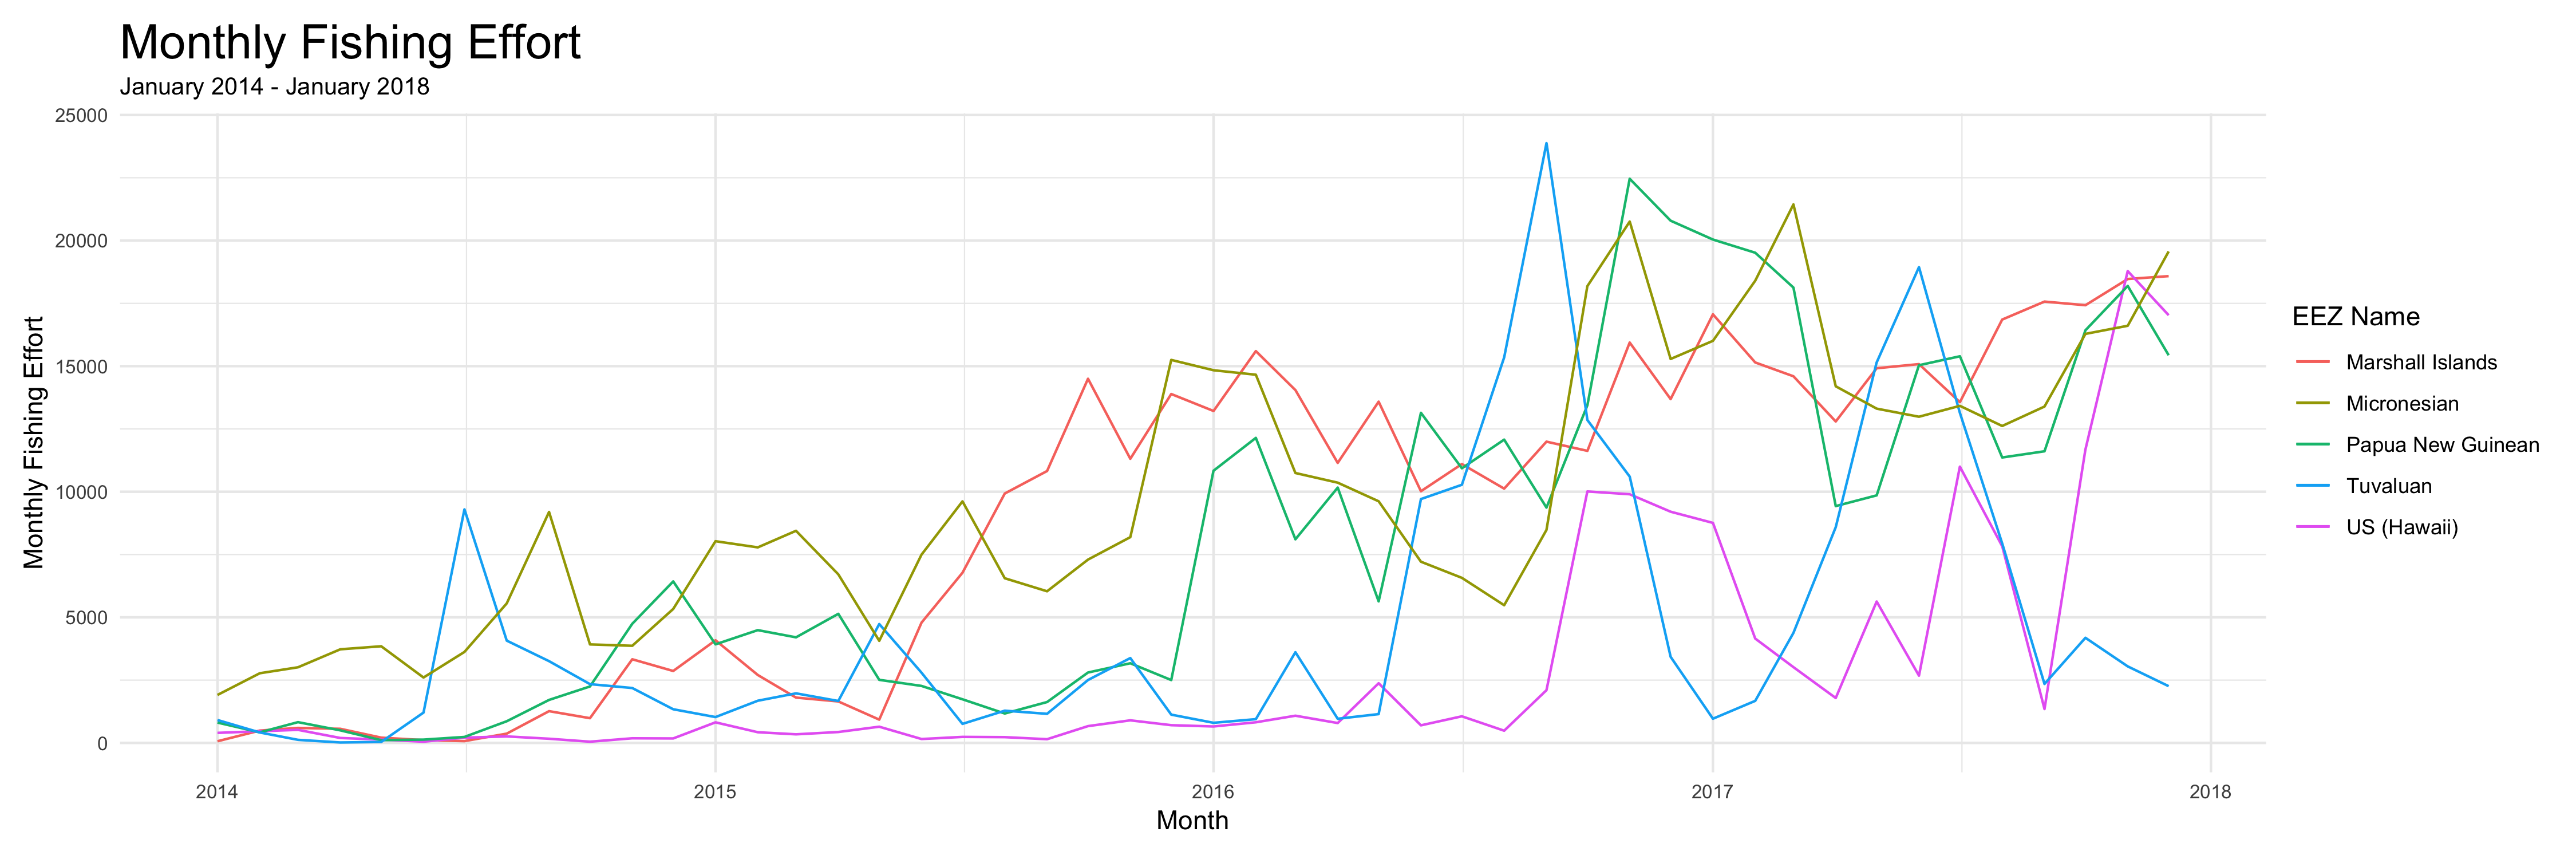 Monthly Fishing Effort
January 2014 - January 2018
25000
20000
15000
10000
5000
0
Monthly Fishing Effort
2014 2015 2016 2017 2018
Month
EEZ Name
Marshall Islands
Micronesian
Papua New Guinean
Tuvaluan
US (Hawaii)